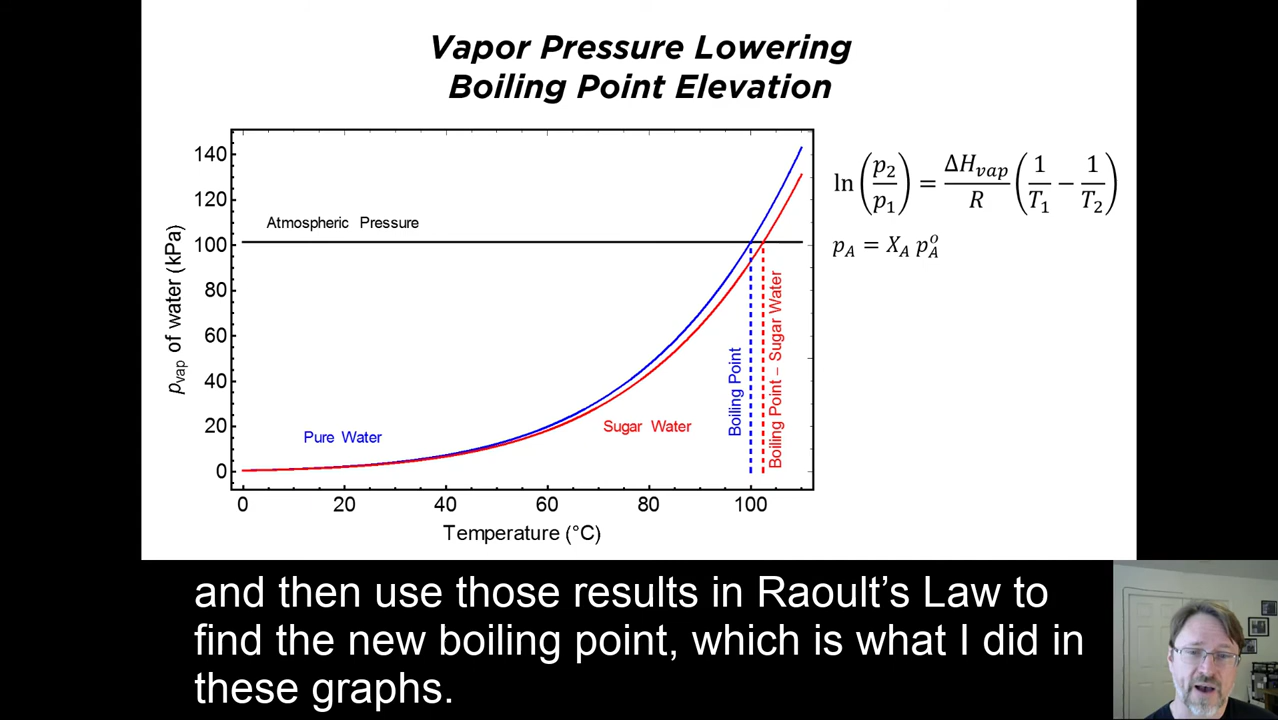 Vapor Pressure Lowering
Boiling Point Elevation
140
120
100
80
60
40
20
0
p_vap of water (kPa)
Atmospheric Pressure
Pure Water
Sugar Water
Boiling Point
Boiling Point – Sugar Water
0 20 40 60 80 100
Temperature (°C)
ln(p₂/p₁) = ΔH_vap/R (1/T₁ − 1/T₂)
p_A = X_A p_A^o
and then use those results in Raoult’s Law to
find the new boiling point, which is what I did in
these graphs.